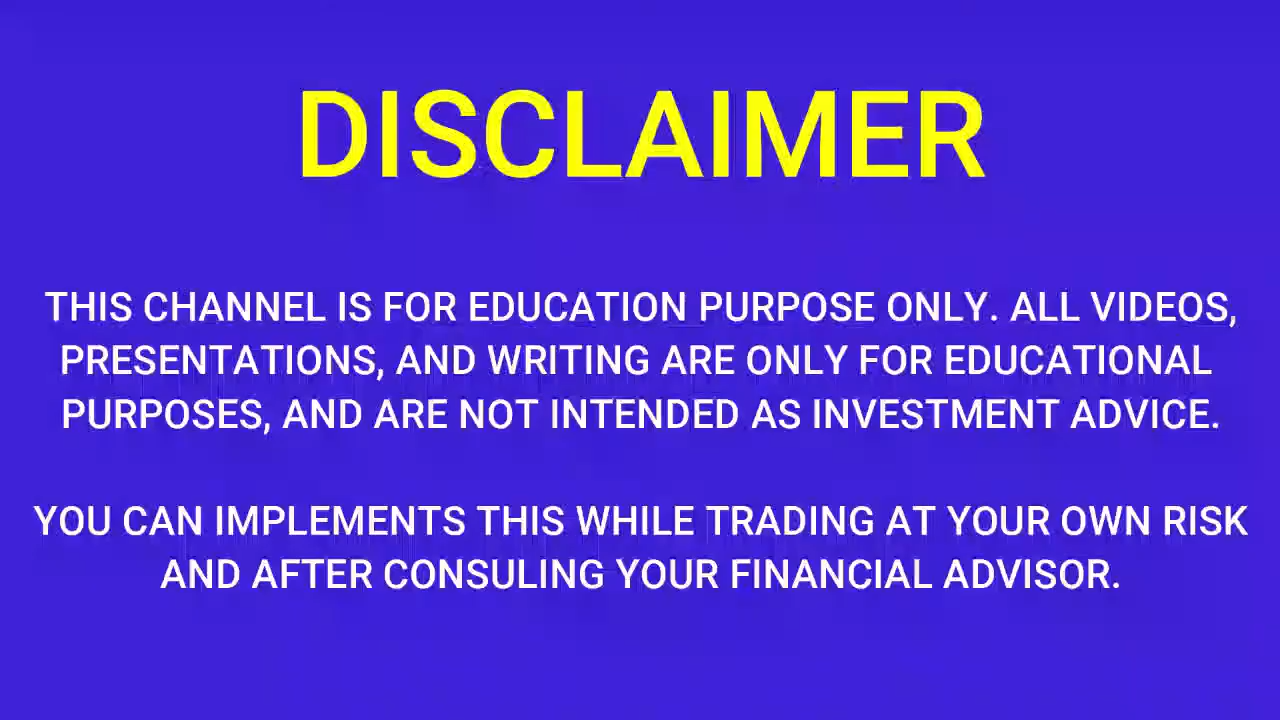 DISCLAIMER
THIS CHANNEL IS FOR EDUCATION PURPOSE ONLY. ALL VIDEOS,
PRESENTATIONS, AND WRITING ARE ONLY FOR EDUCATIONAL
PURPOSES, AND ARE NOT INTENDED AS INVESTMENT ADVICE.
YOU CAN IMPLEMENTS THIS WHILE TRADING AT YOUR OWN RISK
AND AFTER CONSULING YOUR FINANCIAL ADVISOR.